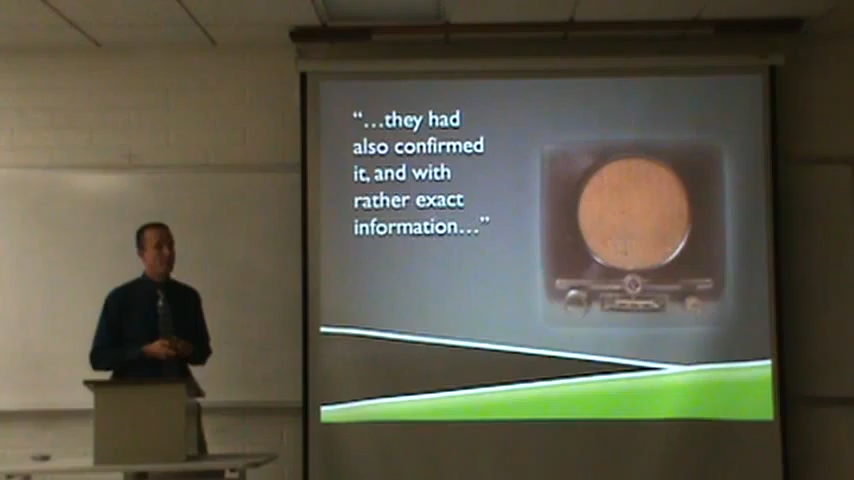 “…they had
also confirmed
it, and with
rather exact
information…”